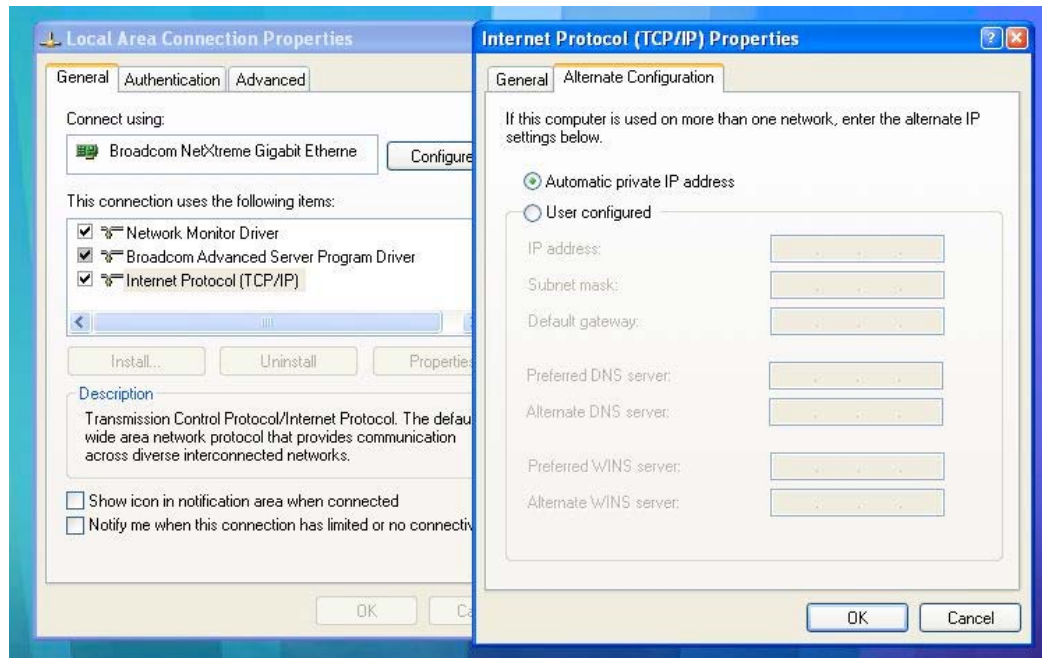 Local Area Connection Properties
General Authentication Advanced
Connect using:
Broadcom NetXtreme Gigabit Etherne
Configure
This connection uses the following items:
Network Monitor Driver
Broadcom Advanced Server Program Driver
Internet Protocol (TCP/IP)
Install... Uninstall Properties
Description
Transmission Control Protocol/Internet Protocol. The defau
wide area network protocol that provides communication
across diverse interconnected networks.
Show icon in notification area when connected
Notify me when this connection has limited or no connectiv
OK Ca
Internet Protocol (TCP/IP) Properties
General Alternate Configuration
If this computer is used on more than one network, enter the alternate IP
settings below.
Automatic private IP address
User configured
IP address:
Subnet mask:
Default gateway:
Preferred DNS server:
Alternate DNS server:
Preferred WINS server:
Alternate WINS server:
OK Cancel